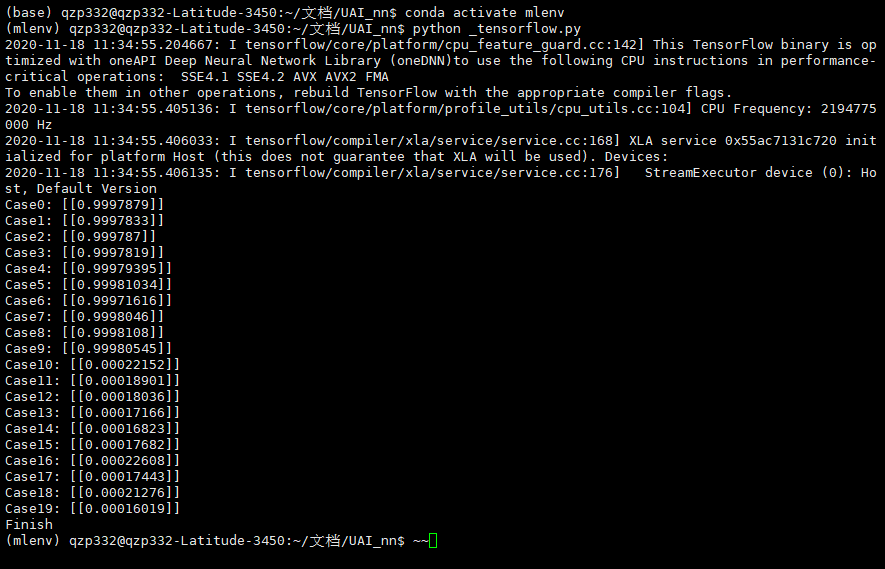 (base) qzp332@qzp332-Latitude-3450:~/文档/UAI_nn$ conda activate mlenv
(mlenv) qzp332@qzp332-Latitude-3450:~/文档/UAI_nn$ python _tensorflow.py
2020-11-18 11:34:55.204667: I tensorflow/core/platform/cpu_feature_guard.cc:142] This TensorFlow binary is op
timized with oneAPI Deep Neural Network Library (oneDNN)to use the following CPU instructions in performance-
critical operations:  SSE4.1 SSE4.2 AVX AVX2 FMA
To enable them in other operations, rebuild TensorFlow with the appropriate compiler flags.
2020-11-18 11:34:55.405136: I tensorflow/core/platform/profile_utils/cpu_utils.cc:104] CPU Frequency: 2194775
000 Hz
2020-11-18 11:34:55.406033: I tensorflow/compiler/xla/service/service.cc:168] XLA service 0x55ac7131c720 init
ialized for platform Host (this does not guarantee that XLA will be used). Devices:
2020-11-18 11:34:55.406135: I tensorflow/compiler/xla/service/service.cc:176]   StreamExecutor device (0): Ho
st, Default Version
Case0: [[0.9997879]]
Case1: [[0.9997833]]
Case2: [[0.999787]]
Case3: [[0.9997819]]
Case4: [[0.99979395]]
Case5: [[0.99981034]]
Case6: [[0.99971616]]
Case7: [[0.9998046]]
Case8: [[0.9998108]]
Case9: [[0.99980545]]
Case10: [[0.00022152]]
Case11: [[0.00018901]]
Case12: [[0.00018036]]
Case13: [[0.00017166]]
Case14: [[0.00016823]]
Case15: [[0.00017682]]
Case16: [[0.00022608]]
Case17: [[0.00017443]]
Case18: [[0.00021276]]
Case19: [[0.00016019]]
Finish
(mlenv) qzp332@qzp332-Latitude-3450:~/文档/UAI_nn$ ~~